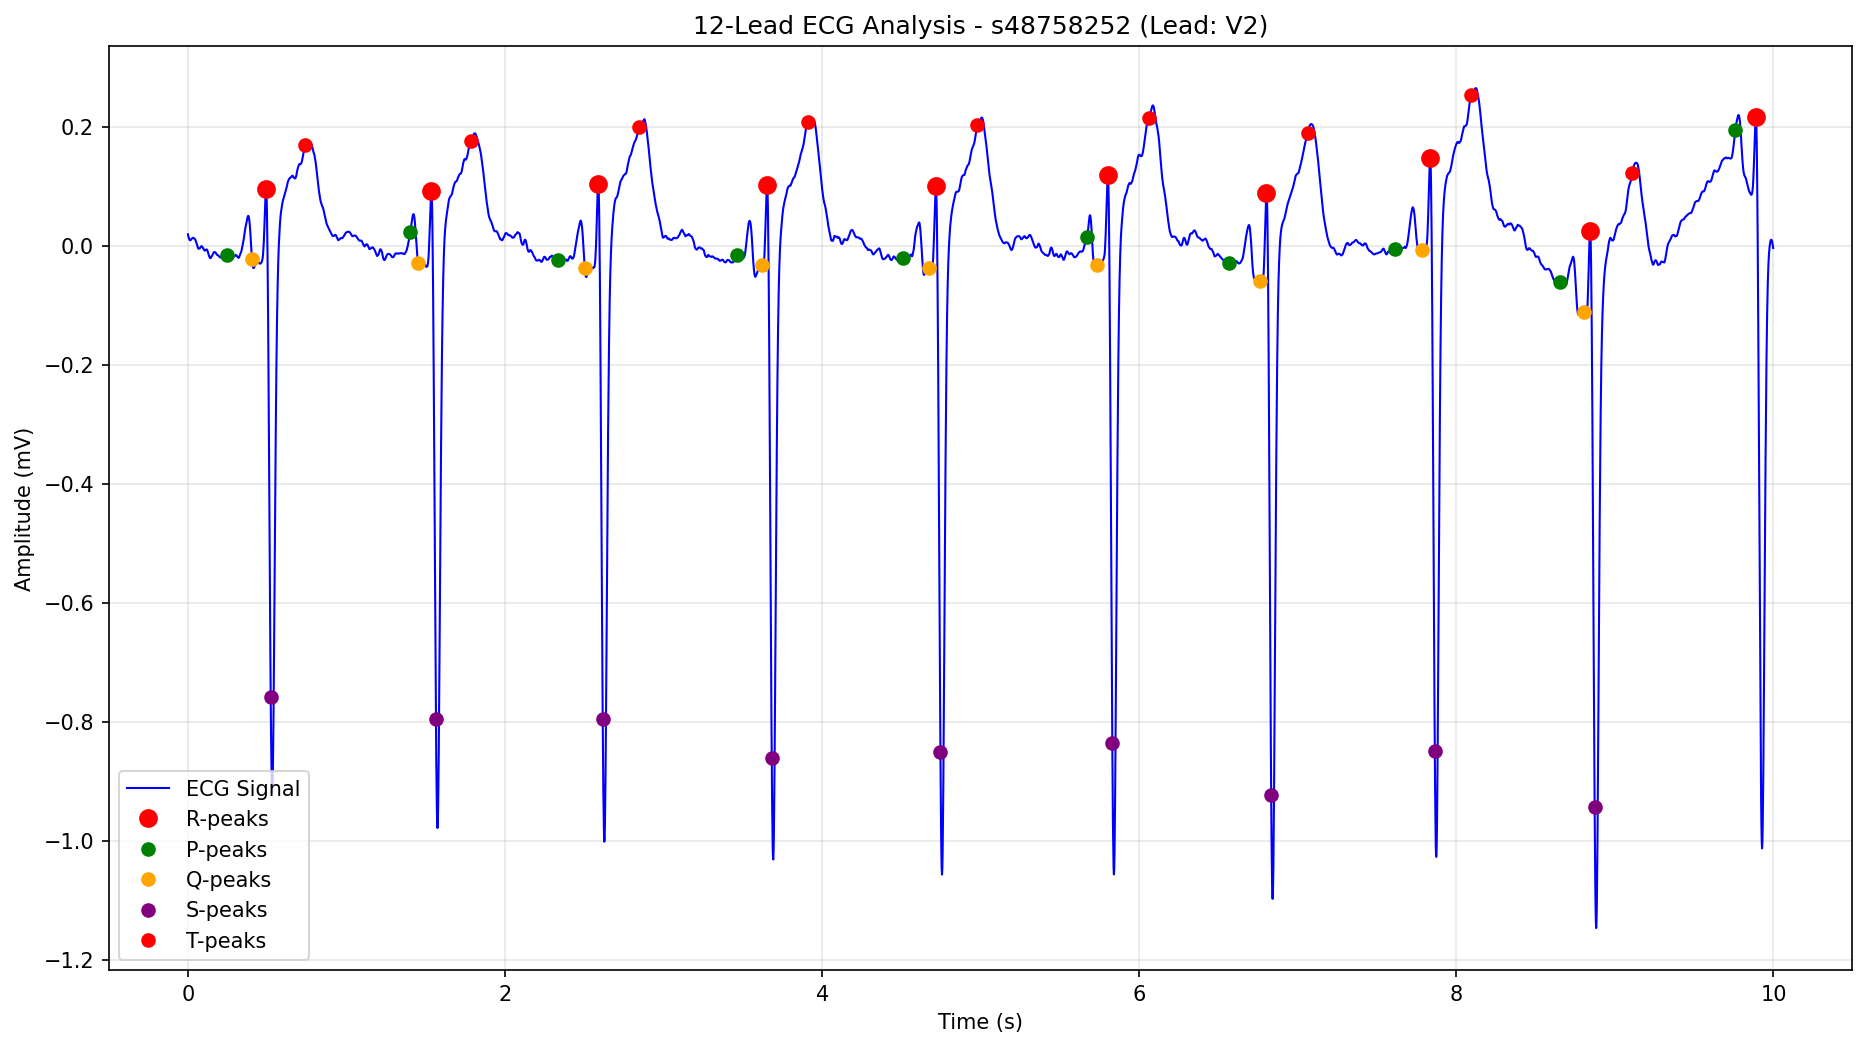 12-Lead ECG Analysis - s48758252 (Lead: V2)
Amplitude (mV)
0.2
0.0
−0.2
−0.4
−0.6
−0.8
−1.0
−1.2
ECG Signal
R-peaks
P-peaks
Q-peaks
S-peaks
T-peaks
0 2 4 6 8 10
Time (s)